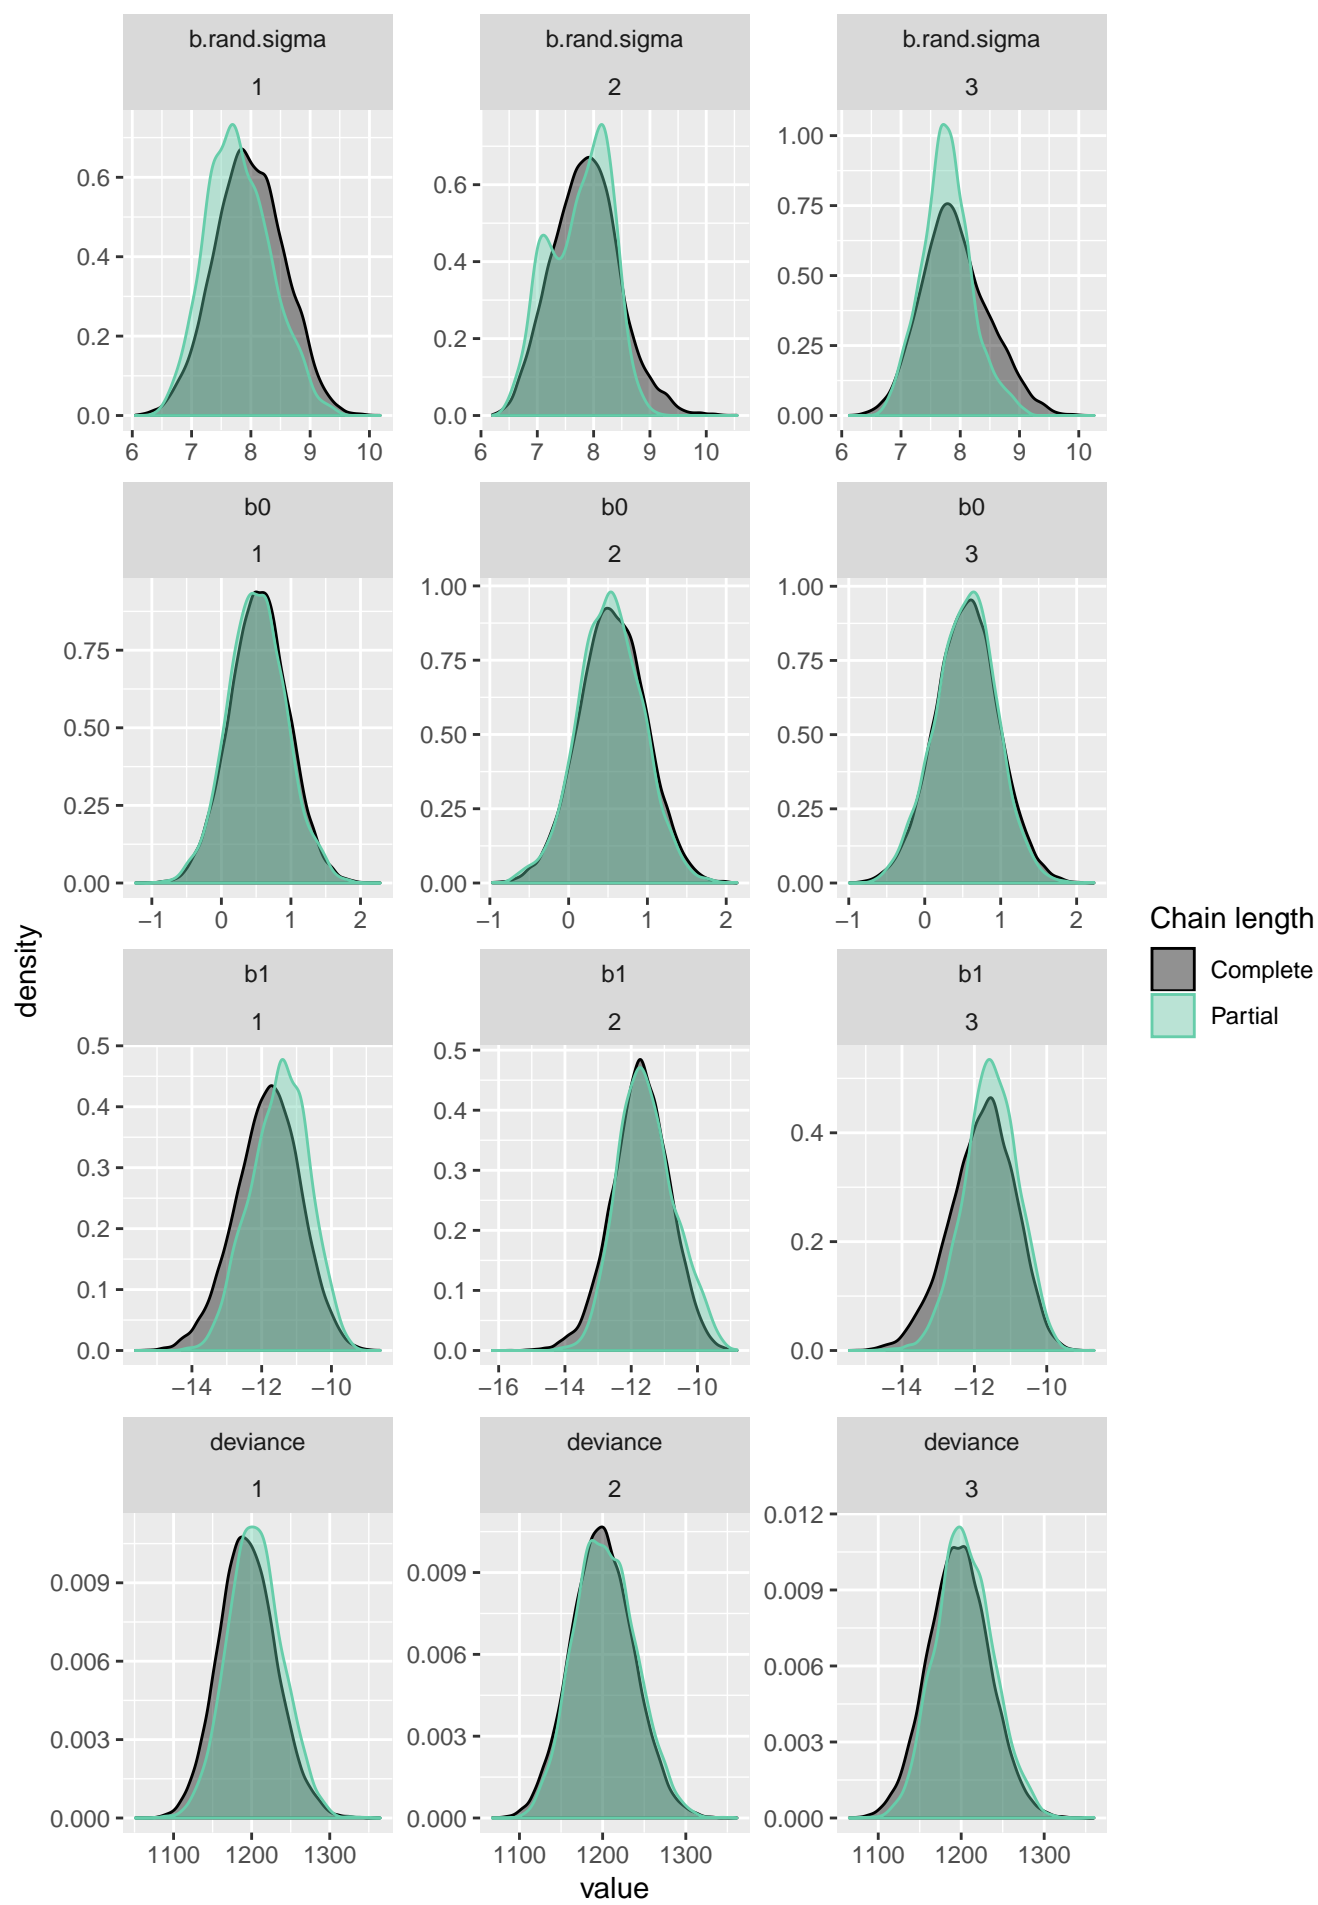 b.rand.sigma b.rand.sigma b.rand.sigma
1 2 3
0.6 0.4 0.2 0.0
6 7 8 9 10
0.6 0.4 0.2 0.0
6 7 8 9 10
1.00 0.75 0.50 0.25 0.00
6 7 8 9 10
b0 b0 b0
1 2 3
0.75 0.50 0.25 0.00
−1 0 1 2
1.00 0.75 0.50 0.25 0.00
−1 0 1 2
1.00 0.75 0.50 0.25 0.00
−1 0 1 2
density
Chain length
Complete
Partial
b1 b1 b1
1 2 3
0.5 0.4 0.3 0.2 0.1 0.0
−14 −12 −10
0.5 0.4 0.3 0.2 0.1 0.0
−16 −14 −12 −10
0.4 0.2 0.0
−14 −12 −10
deviance deviance deviance
1 2 3
0.009 0.006 0.003 0.000
1100 1200 1300
0.009 0.006 0.003 0.000
1100 1200 1300
0.012 0.009 0.006 0.003 0.000
1100 1200 1300
value